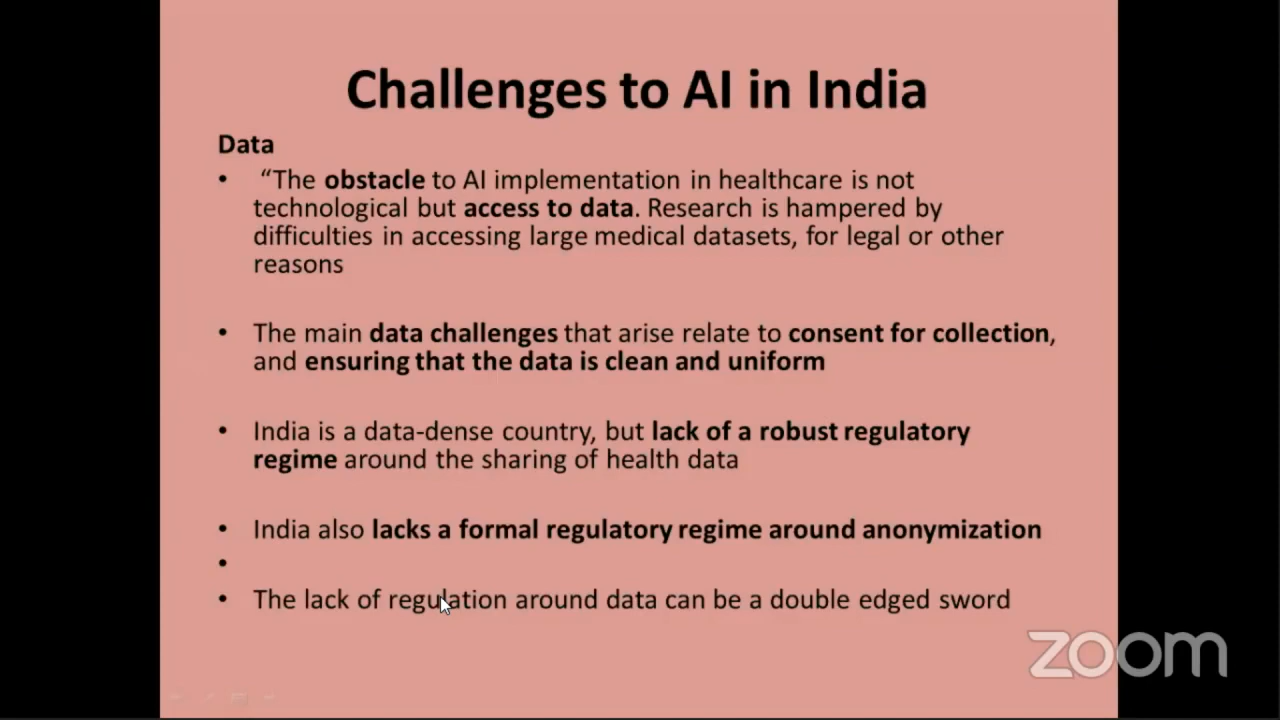 Challenges to AI in India
Data
• “The obstacle to AI implementation in healthcare is not
technological but access to data. Research is hampered by
difficulties in accessing large medical datasets, for legal or other
reasons
• The main data challenges that arise relate to consent for collection,
and ensuring that the data is clean and uniform
• India is a data-dense country, but lack of a robust regulatory
regime around the sharing of health data
• India also lacks a formal regulatory regime around anonymization
•
• The lack of regulation around data can be a double edged sword
zoom